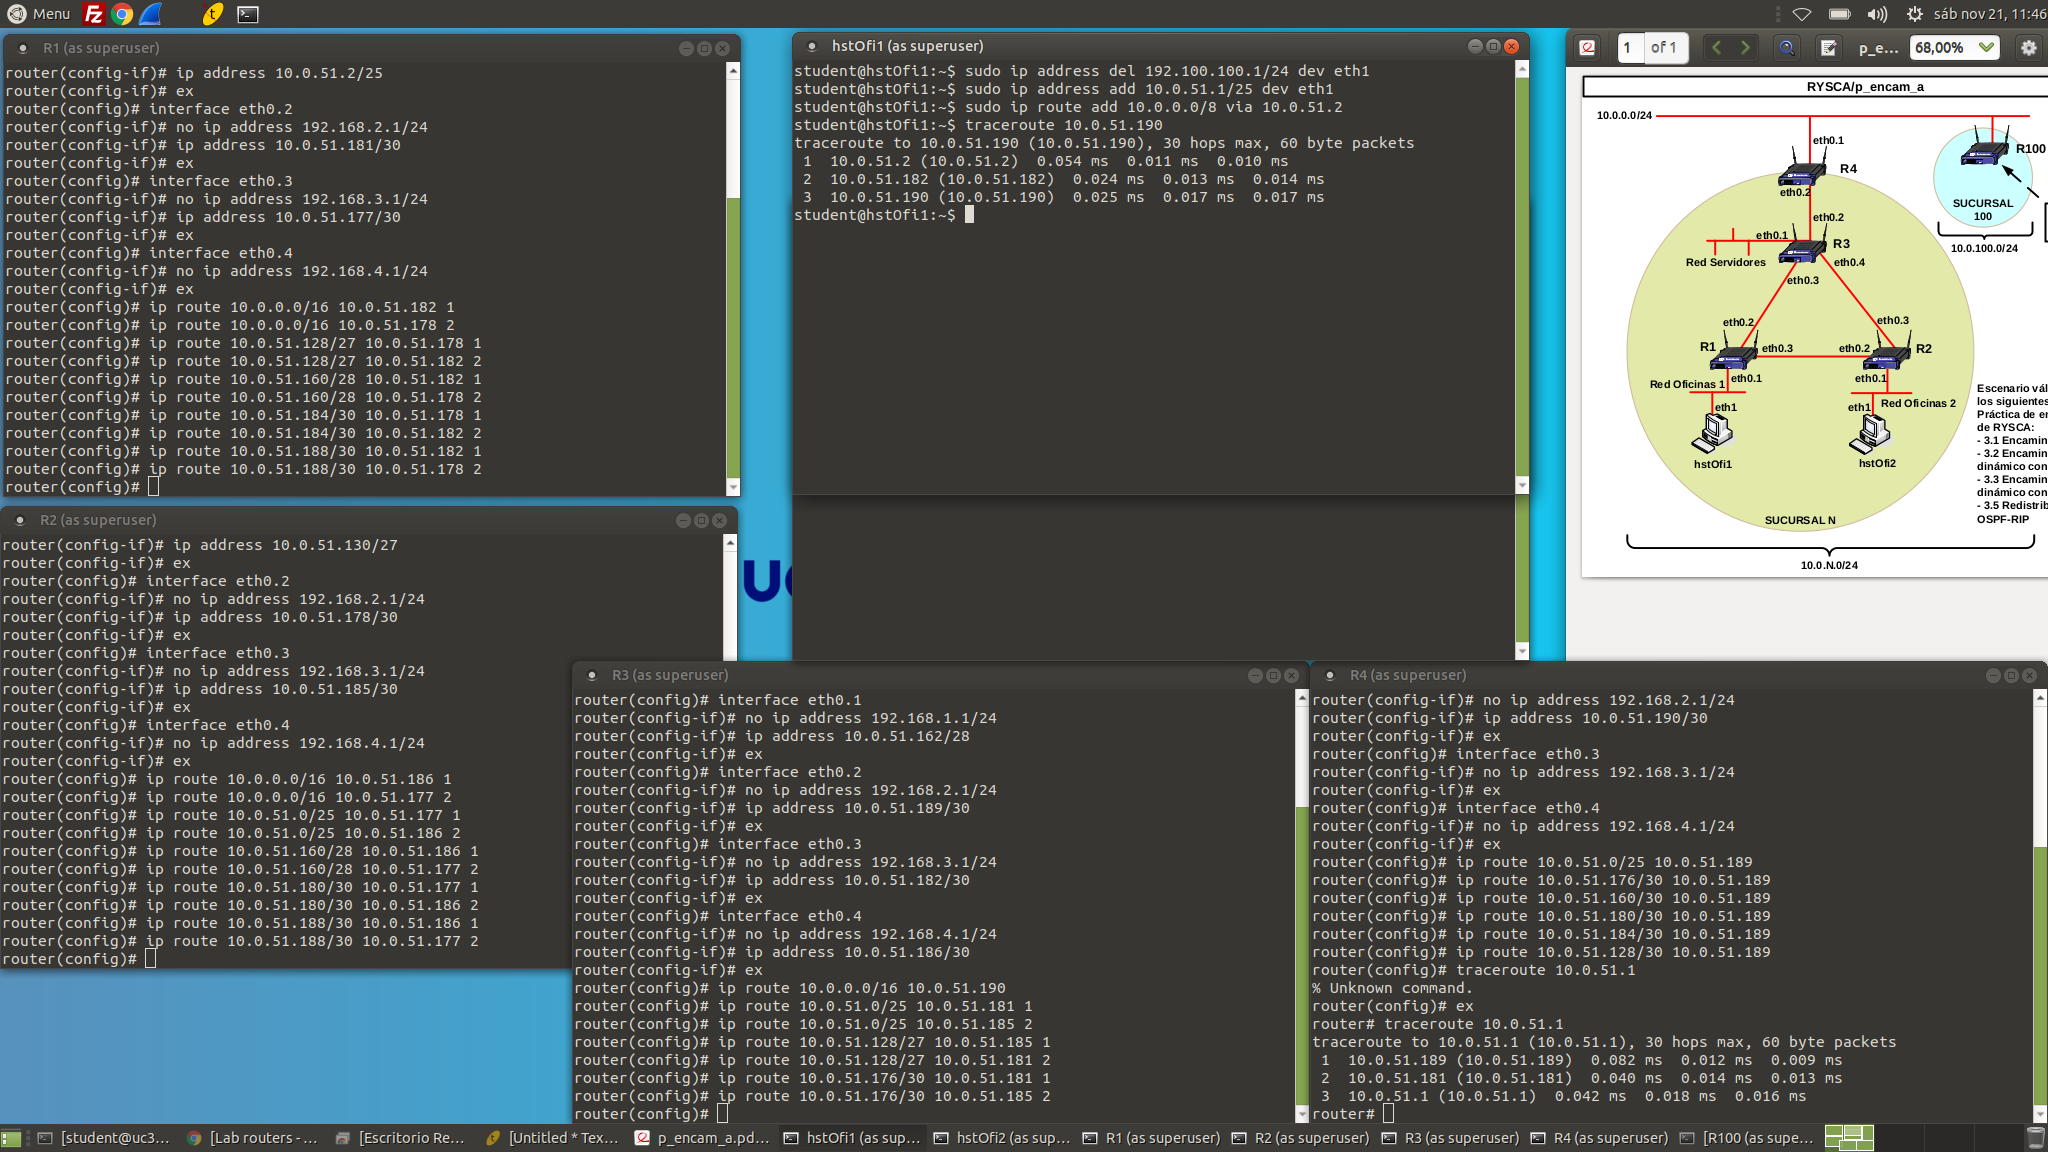 Menu
sáb nov 21, 11:46
R1 (as superuser)
router(config-if)# ip address 10.0.51.2/25
router(config-if)# ex
router(config)# interface eth0.2
router(config-if)# no ip address 192.168.2.1/24
router(config-if)# ip address 10.0.51.181/30
router(config-if)# ex
router(config)# interface eth0.3
router(config-if)# no ip address 192.168.3.1/24
router(config-if)# ip address 10.0.51.177/30
router(config-if)# ex
router(config)# interface eth0.4
router(config-if)# no ip address 192.168.4.1/24
router(config-if)# ex
router(config)# ip route 10.0.0.0/16 10.0.51.182 1
router(config)# ip route 10.0.0.0/16 10.0.51.178 2
router(config)# ip route 10.0.51.128/27 10.0.51.178 1
router(config)# ip route 10.0.51.128/27 10.0.51.182 2
router(config)# ip route 10.0.51.160/28 10.0.51.182 1
router(config)# ip route 10.0.51.160/28 10.0.51.178 2
router(config)# ip route 10.0.51.184/30 10.0.51.178 1
router(config)# ip route 10.0.51.184/30 10.0.51.182 2
router(config)# ip route 10.0.51.188/30 10.0.51.182 1
router(config)# ip route 10.0.51.188/30 10.0.51.178 2
router(config)#
hstOfi1 (as superuser)
student@hstOfi1:~$ sudo ip address del 192.100.100.1/24 dev eth1
student@hstOfi1:~$ sudo ip address add 10.0.51.1/25 dev eth1
student@hstOfi1:~$ sudo ip route add 10.0.0.0/8 via 10.0.51.2
student@hstOfi1:~$ traceroute 10.0.51.190
traceroute to 10.0.51.190 (10.0.51.190), 30 hops max, 60 byte packets
1 10.0.51.2 (10.0.51.2) 0.054 ms 0.011 ms 0.010 ms
2 10.0.51.182 (10.0.51.182) 0.024 ms 0.013 ms 0.014 ms
3 10.0.51.190 (10.0.51.190) 0.025 ms 0.017 ms 0.017 ms
student@hstOfi1:~$
1 of 1
p_e...
68,00%
RYSCA/p_encam_a
10.0.0.0/24
eth0.1
R4
eth0.2
R100
SUCURSAL
100
10.0.100.0/24
eth0.2
eth0.1
R3
Red Servidores
eth0.4
eth0.3
eth0.2
eth0.3
R1
eth0.3
eth0.2
R2
eth0.1
eth0.1
Red Oficinas 1
Red Oficinas 2
eth1
eth1
hstOfi1
hstOfi2
SUCURSAL N
10.0.N.0/24
Escenario vál
los siguientes
Práctica de en
de RYSCA:
- 3.1 Encamin
- 3.2 Encamin
dinámico con
- 3.3 Encamin
dinámico con
- 3.5 Redistrib
OSPF-RIP
R2 (as superuser)
router(config-if)# ip address 10.0.51.130/27
router(config-if)# ex
router(config)# interface eth0.2
router(config-if)# no ip address 192.168.2.1/24
router(config-if)# ip address 10.0.51.178/30
router(config-if)# ex
router(config)# interface eth0.3
router(config-if)# no ip address 192.168.3.1/24
router(config-if)# ip address 10.0.51.185/30
router(config-if)# ex
router(config)# interface eth0.4
router(config-if)# no ip address 192.168.4.1/24
router(config-if)# ex
router(config)# ip route 10.0.0.0/16 10.0.51.186 1
router(config)# ip route 10.0.0.0/16 10.0.51.177 2
router(config)# ip route 10.0.51.0/25 10.0.51.177 1
router(config)# ip route 10.0.51.0/25 10.0.51.186 2
router(config)# ip route 10.0.51.160/28 10.0.51.186 1
router(config)# ip route 10.0.51.160/28 10.0.51.177 2
router(config)# ip route 10.0.51.180/30 10.0.51.177 1
router(config)# ip route 10.0.51.180/30 10.0.51.186 2
router(config)# ip route 10.0.51.188/30 10.0.51.186 1
router(config)# ip route 10.0.51.188/30 10.0.51.177 2
router(config)#
R3 (as superuser)
router(config)# interface eth0.1
router(config-if)# no ip address 192.168.1.1/24
router(config-if)# ip address 10.0.51.162/28
router(config-if)# ex
router(config)# interface eth0.2
router(config-if)# no ip address 192.168.2.1/24
router(config-if)# ip address 10.0.51.189/30
router(config-if)# ex
router(config)# interface eth0.3
router(config-if)# no ip address 192.168.3.1/24
router(config-if)# ip address 10.0.51.182/30
router(config-if)# ex
router(config)# interface eth0.4
router(config-if)# no ip address 192.168.4.1/24
router(config-if)# ip address 10.0.51.186/30
router(config-if)# ex
router(config)# ip route 10.0.0.0/16 10.0.51.190
router(config)# ip route 10.0.51.0/25 10.0.51.181 1
router(config)# ip route 10.0.51.0/25 10.0.51.185 2
router(config)# ip route 10.0.51.128/27 10.0.51.185 1
router(config)# ip route 10.0.51.128/27 10.0.51.181 2
router(config)# ip route 10.0.51.176/30 10.0.51.181 1
router(config)# ip route 10.0.51.176/30 10.0.51.185 2
router(config)#
R4 (as superuser)
router(config-if)# no ip address 192.168.2.1/24
router(config-if)# ip address 10.0.51.190/30
router(config-if)# ex
router(config)# interface eth0.3
router(config-if)# no ip address 192.168.3.1/24
router(config-if)# ex
router(config)# interface eth0.4
router(config-if)# no ip address 192.168.4.1/24
router(config-if)# ex
router(config)# ip route 10.0.51.0/25 10.0.51.189
router(config)# ip route 10.0.51.176/30 10.0.51.189
router(config)# ip route 10.0.51.160/30 10.0.51.189
router(config)# ip route 10.0.51.180/30 10.0.51.189
router(config)# ip route 10.0.51.184/30 10.0.51.189
router(config)# ip route 10.0.51.128/30 10.0.51.189
router(config)# traceroute 10.0.51.1
% Unknown command.
router(config)# ex
router# traceroute 10.0.51.1
traceroute to 10.0.51.1 (10.0.51.1), 30 hops max, 60 byte packets
1 10.0.51.189 (10.0.51.189) 0.082 ms 0.012 ms 0.009 ms
2 10.0.51.181 (10.0.51.181) 0.040 ms 0.014 ms 0.013 ms
3 10.0.51.1 (10.0.51.1) 0.042 ms 0.018 ms 0.016 ms
router#
[student@uc3...
[Lab routers - ...
[Escritorio Re...
[Untitled * Tex...
p_encam_a.pd...
hstOfi1 (as sup...
hstOfi2 (as sup...
R1 (as superuser)
R2 (as superuser)
R3 (as superuser)
R4 (as superuser)
[R100 (as supe...